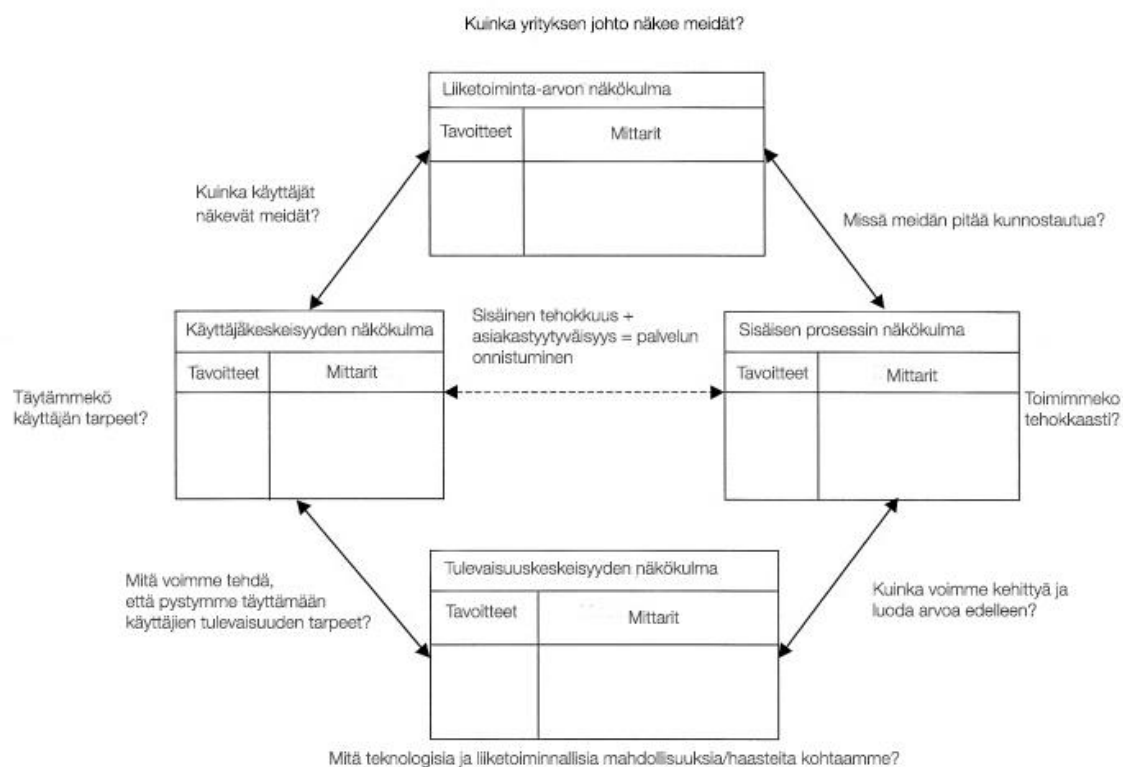 Kuinka yrityksen johto näkee meidät?
Liiketoiminta-arvon näkökulma
Tavoitteet
Mittarit
Kuinka käyttäjät
näkevät meidät?
Missä meidän pitää kunnostautua?
Käyttäjäkeskeisyyden näkökulma
Tavoitteet
Mittarit
Sisäinen tehokkuus +
asiakastyytyväisyys = palvelun
onnistuminen
Sisäisen prosessin näkökulma
Tavoitteet
Mittarit
Täytämmekö
käyttäjän tarpeet?
Toimimmeko
tehokkaasti?
Mitä voimme tehdä,
että pystymme täyttämään
käyttäjien tulevaisuuden tarpeet?
Tulevaisuuskeskeisyyden näkökulma
Tavoitteet
Mittarit
Kuinka voimme kehittyä ja
luoda arvoa edelleen?
Mitä teknologisia ja liiketoiminnallisia mahdollisuuksia/haasteita kohtaamme?